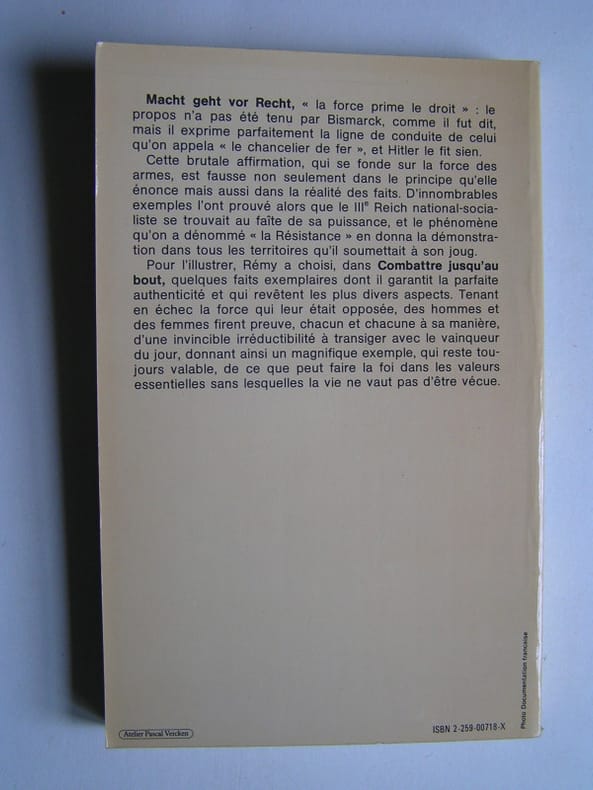 Macht geht vor Recht, « la force prime le droit » : le
propos n'a pas été tenu par Bismarck, comme il fut dit,
mais il exprime parfaitement la ligne de conduite de celui
qu'on appela « le chancelier de fer », et Hitler le fit sien.
Cette brutale affirmation, qui se fonde sur la force des
armes, est fausse non seulement dans le principe qu'elle
énonce mais aussi dans la réalité des faits. D'innombrables
exemples l'ont prouvé alors que le IIIe Reich national-socia-
liste se trouvait au faîte de sa puissance, et le phénomène
qu'on a dénommé « la Résistance » en donna la démonstra-
tion dans tous les territoires qu'il soumettait à son joug.
Pour l'illustrer, Rémy a choisi, dans Combattre jusqu'au
bout, quelques faits exemplaires dont il garantit la parfaite
authenticité et qui revêtent les plus divers aspects. Tenant
en échec la force qui leur était opposée, des hommes et
des femmes firent preuve, chacun et chacune à sa manière,
d'une invincible irréductibilité à transiger avec le vainqueur
du jour, donnant ainsi un magnifique exemple, qui reste tou-
jours valable, de ce que peut faire la foi dans les valeurs
essentielles sans lesquelles la vie ne vaut pas d'être vécue.
Photo Documentation francaise
Atelier Pascal Vercken
ISBN 2-259-00718-X